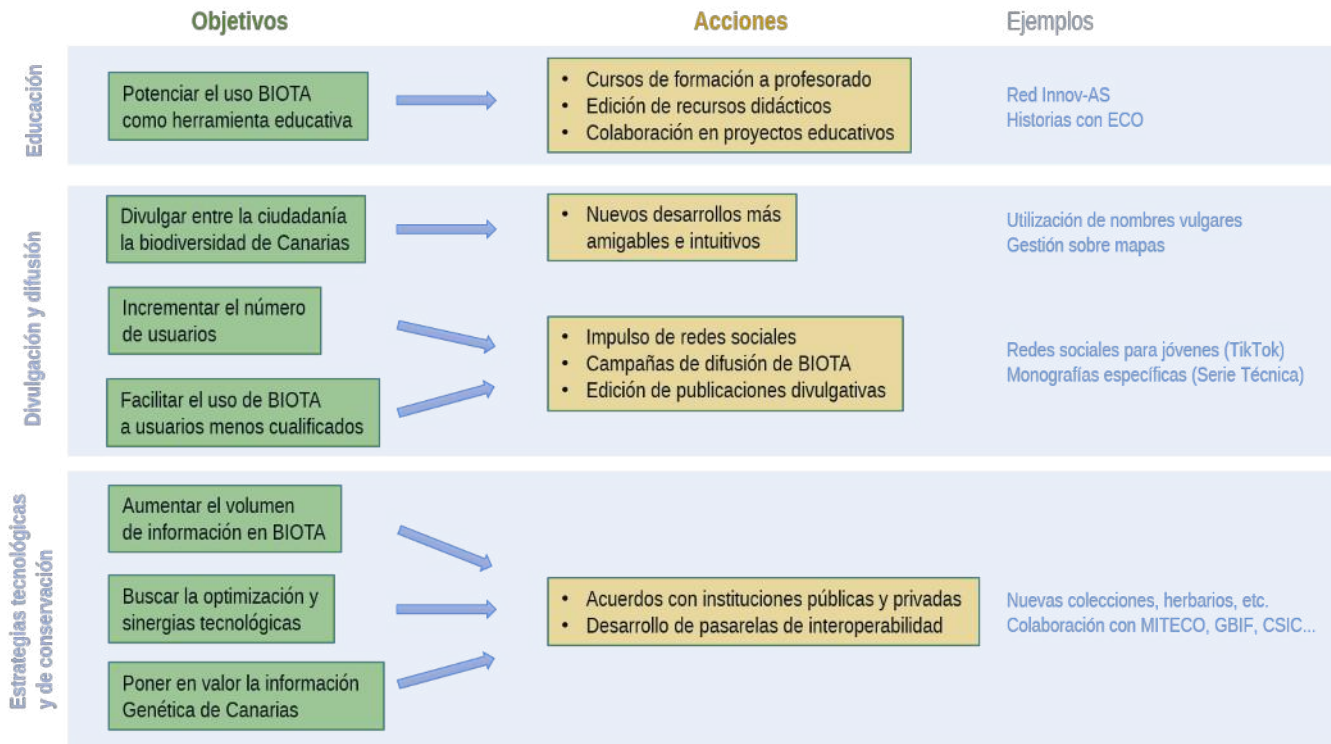 Objetivos
Acciones
Ejemplos
Educación
Potenciar el uso BIOTA
como herramienta educativa
• Cursos de formación a profesorado
• Edición de recursos didácticos
• Colaboración en proyectos educativos
Red Innov-AS
Historias con ECO
Divulgación y difusión
Divulgar entre la ciudadanía
la biodiversidad de Canarias
• Nuevos desarrollos más
amigables e intuitivos
Utilización de nombres vulgares
Gestión sobre mapas
Incrementar el número
de usuarios
Facilitar el uso de BIOTA
a usuarios menos cualificados
• Impulso de redes sociales
• Campañas de difusión de BIOTA
• Edición de publicaciones divulgativas
Redes sociales para jóvenes (TikTok)
Monografías específicas (Serie Técnica)
Estrategias tecnológicas
y de conservación
Aumentar el volumen
de información en BIOTA
Buscar la optimización y
sinergias tecnológicas
Poner en valor la información
Genética de Canarias
• Acuerdos con instituciones públicas y privadas
• Desarrollo de pasarelas de interoperabilidad
Nuevas colecciones, herbarios, etc.
Colaboración con MITECO, GBIF, CSIC...